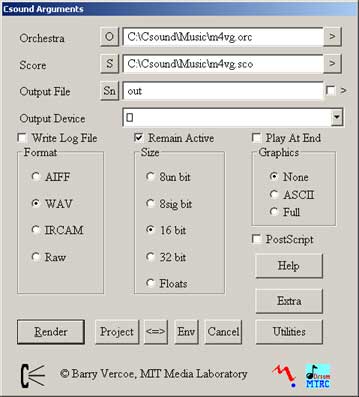 Csound Arguments
Orchestra O C:\Csound\Music\m4vg.orc >
Score S C:\Csound\Music\m4vg.sco >
Output File Sn out >
Output Device
Write Log File Remain Active Play At End
Format Size Graphics
AIFF 8un bit None
WAV 8sig bit ASCII
IRCAM 16 bit Full
Raw 32 bit PostScript
Floats Help
Extra
Render Project <=> Env Cancel Utilities
© Barry Vercoe, MIT Media Laboratory
Dream
MTRC